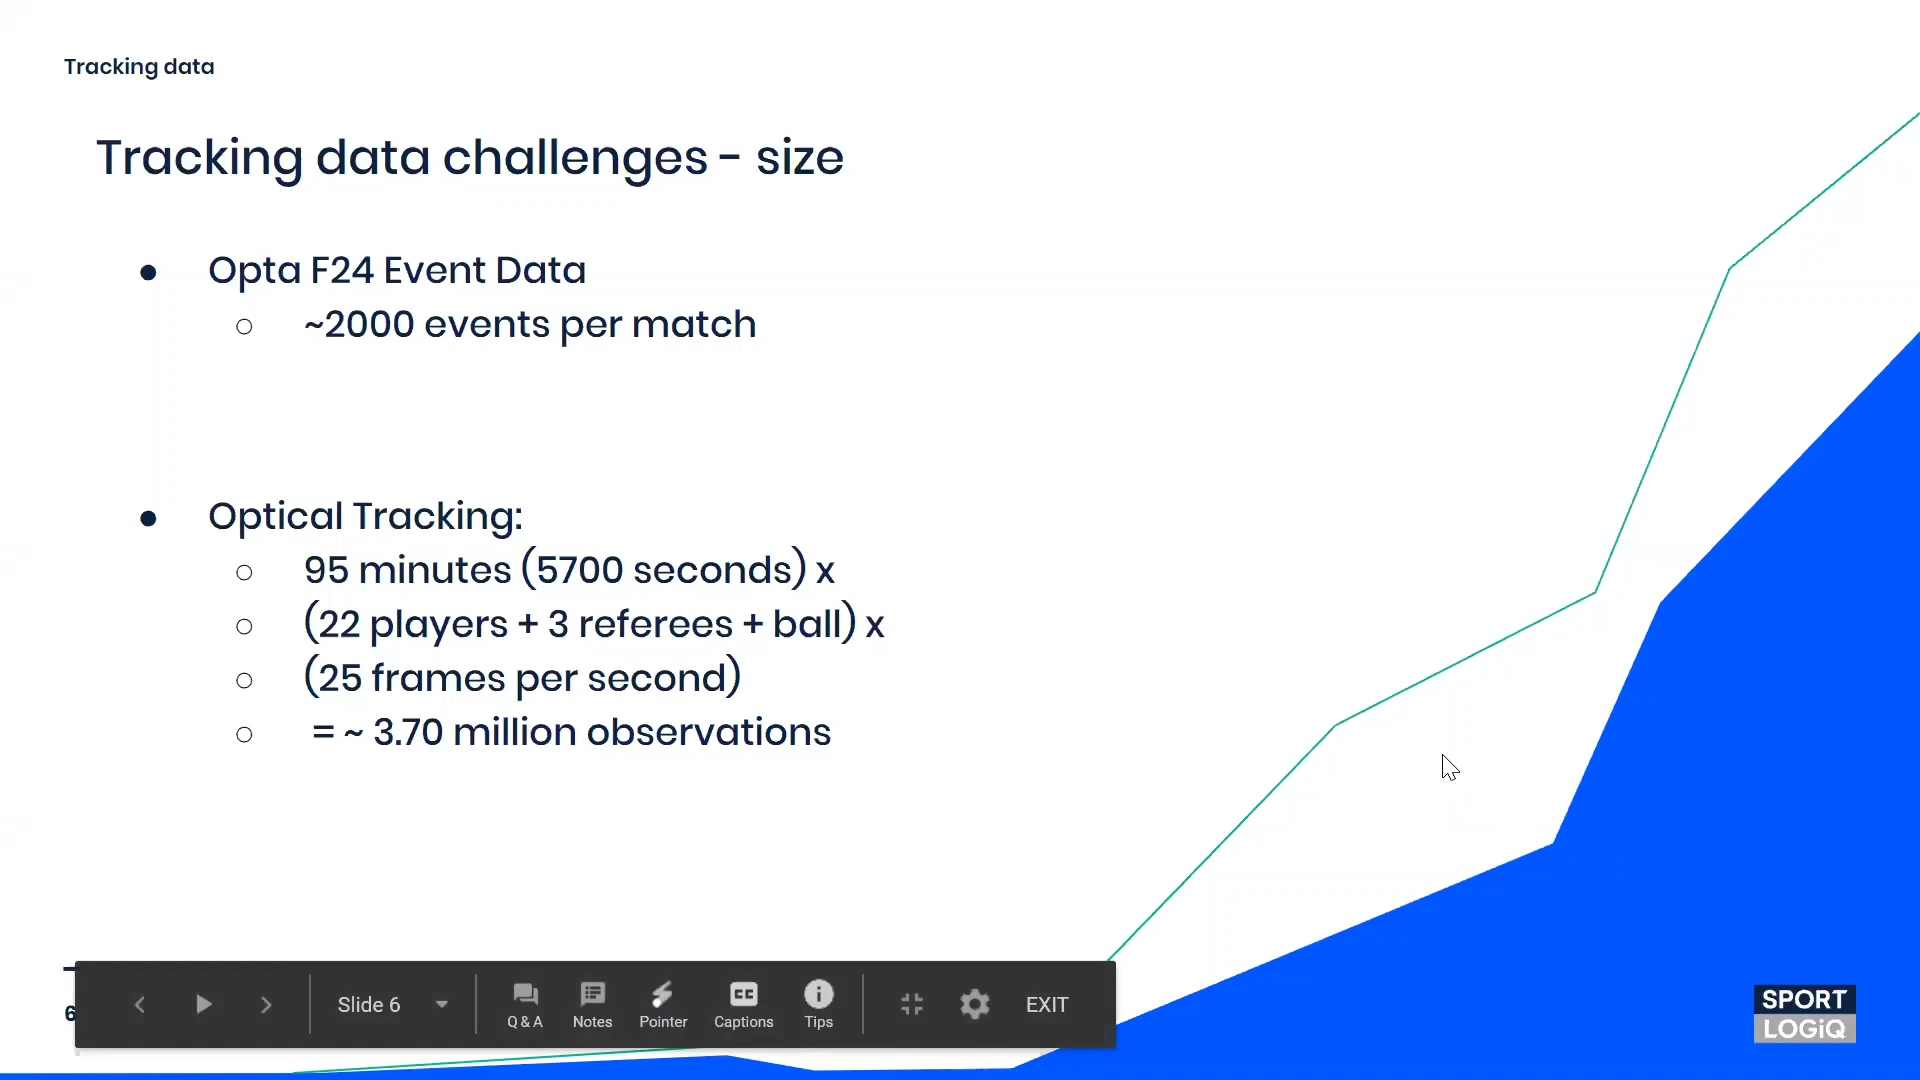 Tracking data
Tracking data challenges - size
● Opta F24 Event Data
○ ~2000 events per match
● Optical Tracking:
○ 95 minutes (5700 seconds) x
○ (22 players + 3 referees + ball) x
○ (25 frames per second)
○ = ~ 3.70 million observations
6
Slide 6
Q & A
Notes
Pointer
CC
Captions
Tips
EXIT
SPORT
LOGiQ